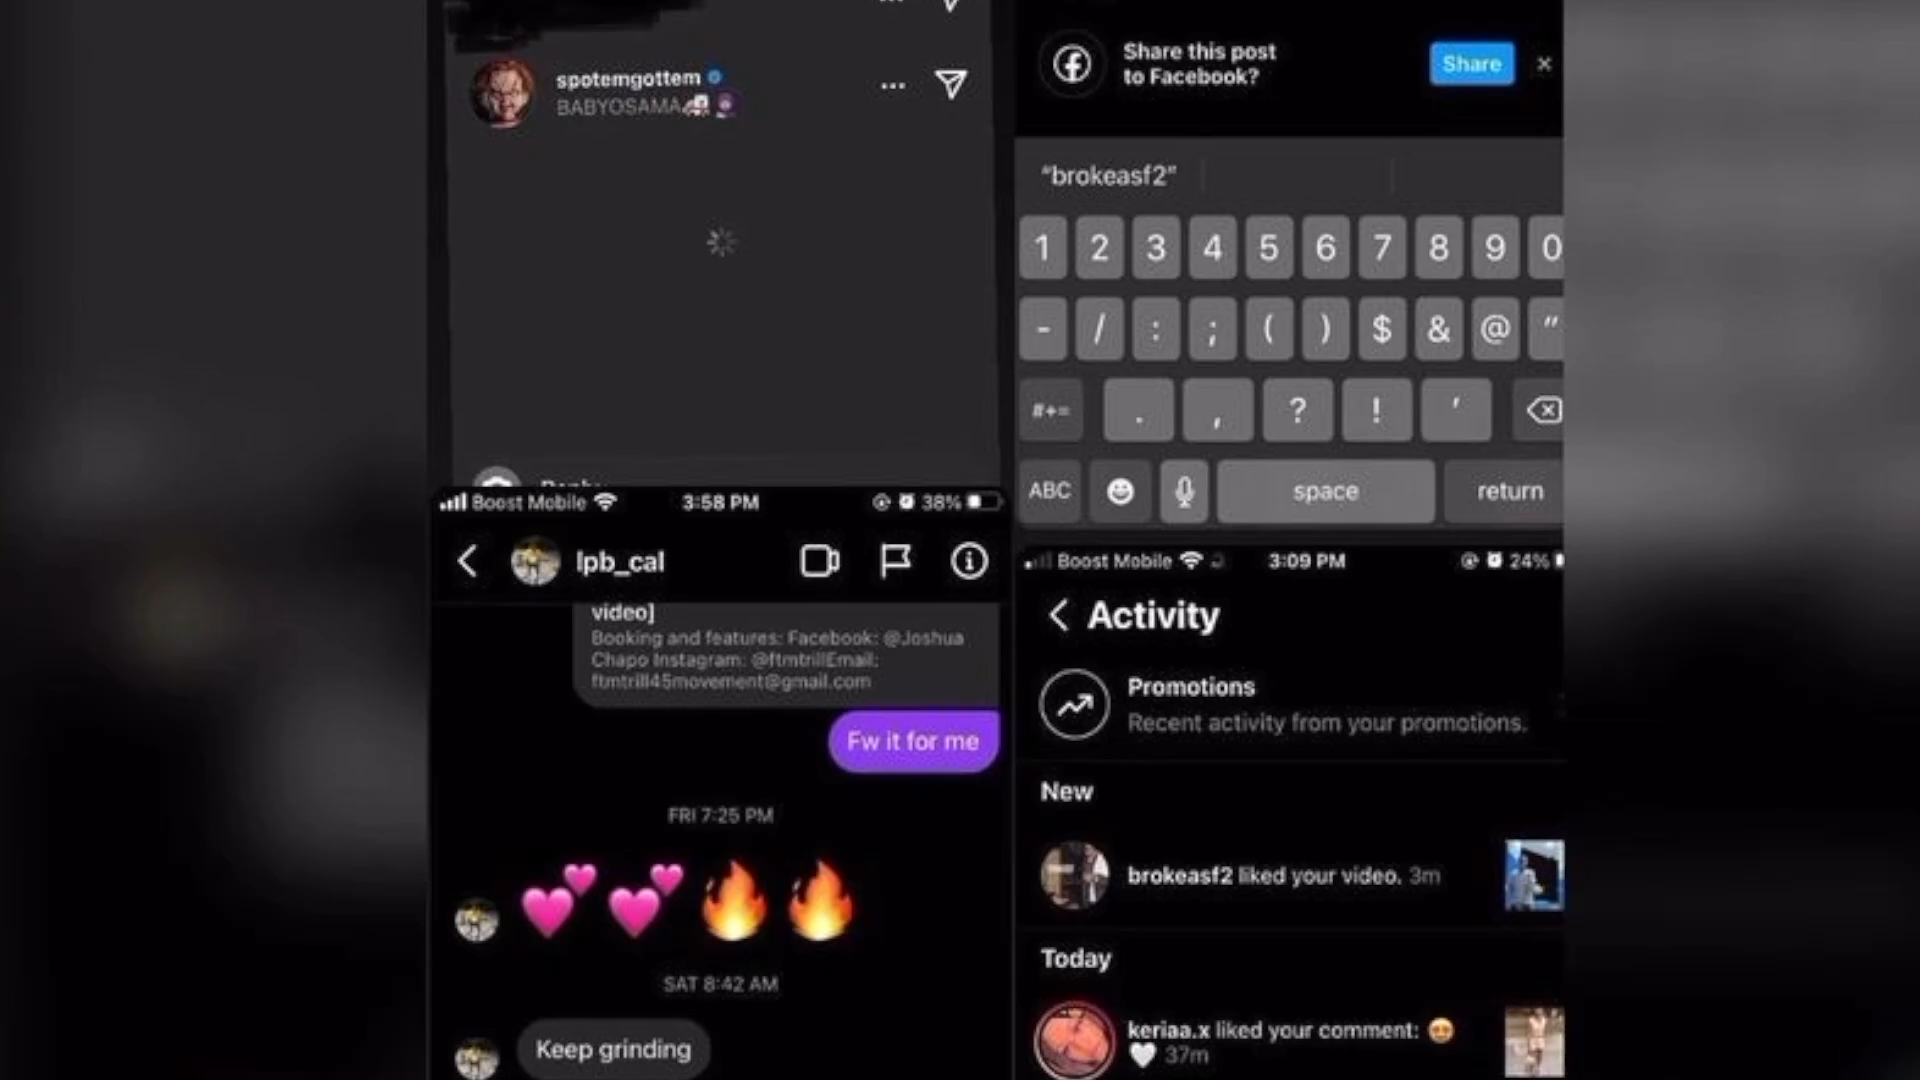 spotemgottem
BABYOSAMA
Boost Mobile 3:58 PM 38%
lpb_cal
video]
Booking and features: Facebook: @Joshua
Chapo Instagram: @ftmtrillEmail:
ftmtrill45movement@gmail.com
Fw it for me
FRI 7:25 PM
SAT 8:42 AM
Keep grinding
Share this post
to Facebook?
Share
"brokeasf2"
1 2 3 4 5 6 7 8 9 0
- / : ; ( ) $ & @ "
#+= . , ? ! '
ABC space return
Boost Mobile 3:09 PM 24%
Activity
Promotions
Recent activity from your promotions.
New
brokeasf2 liked your video. 3m
Today
keriaa.x liked your comment: 😍
🤍 37m